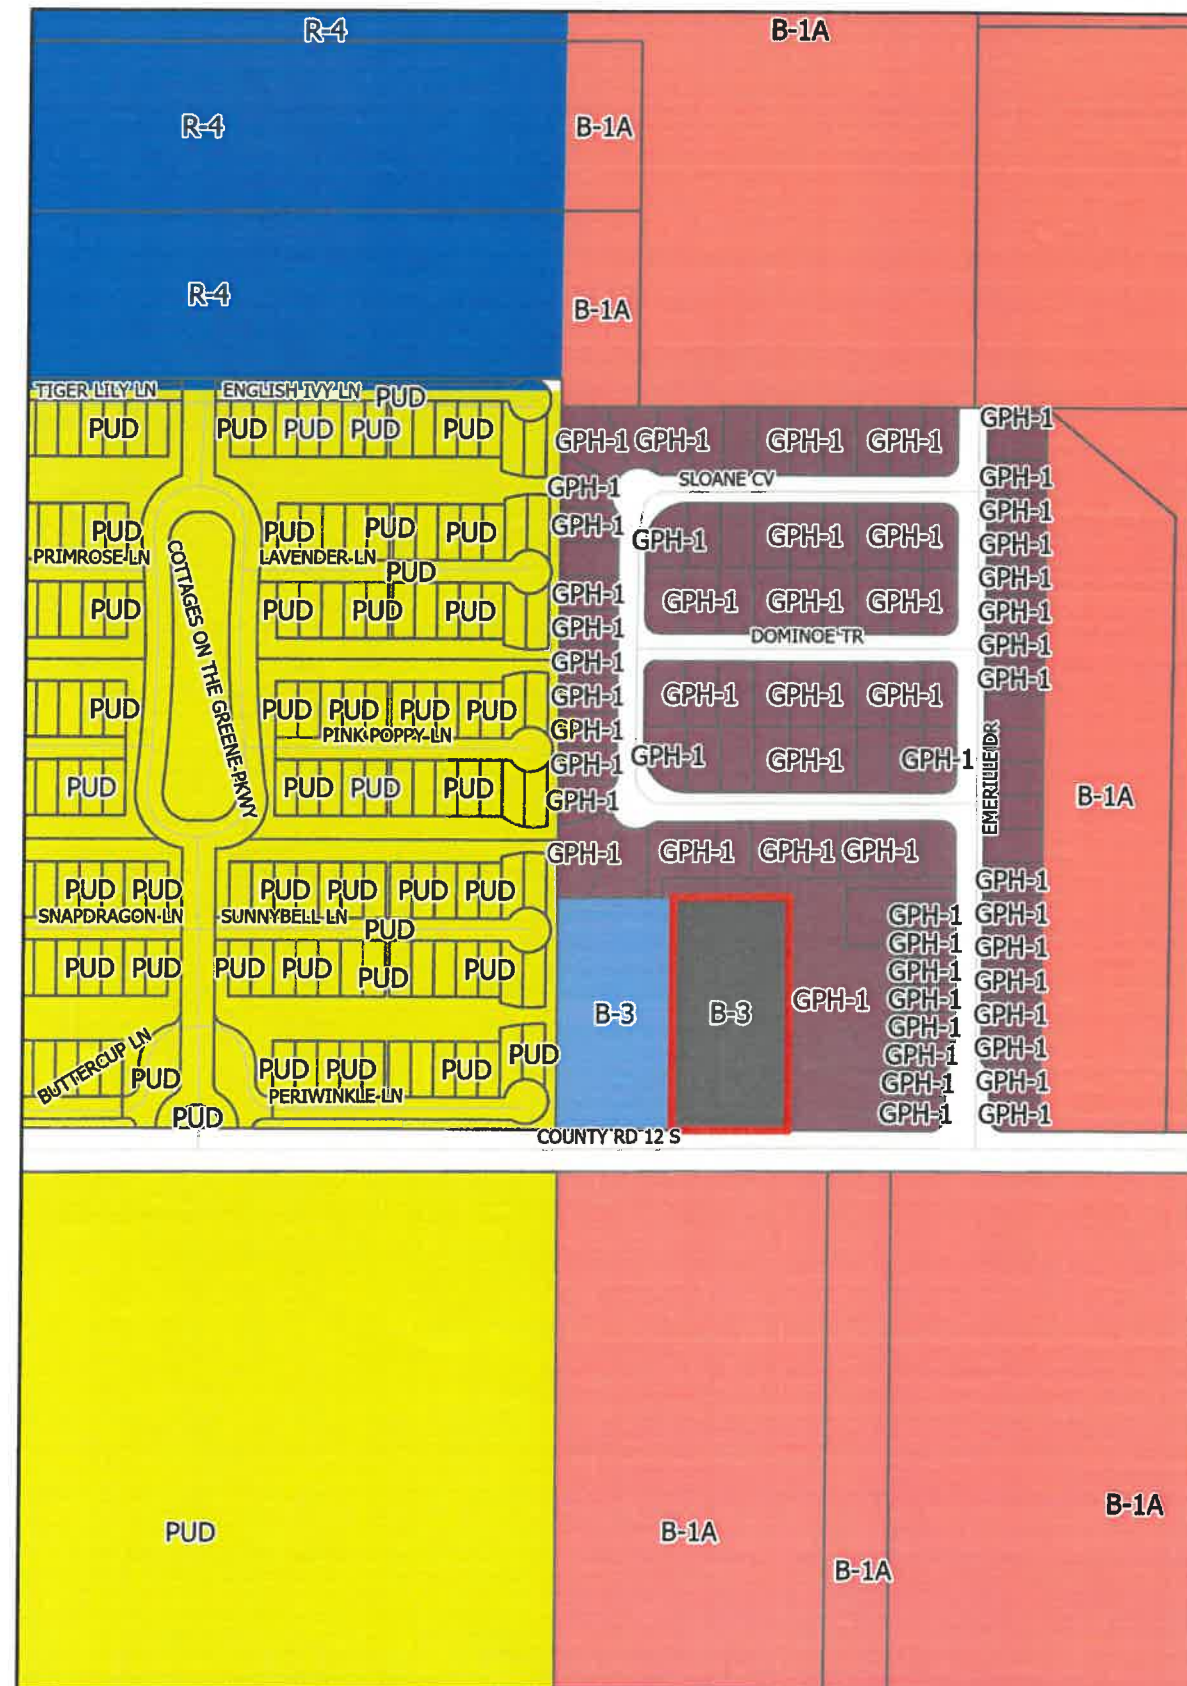 R-4 B-1A
R-4 B-1A
R-4 B-1A
TIGER LILY LN ENGLISH IVY LN PUD
PUD PUD PUD PUD PUD
GPH-1 GPH-1 GPH-1 GPH-1 GPH-1
GPH-1 SLOANE CV GPH-1
PUD PUD PUD PUD GPH-1 GPH-1 GPH-1 GPH-1 GPH-1
PRIMROSE LN LAVENDER LN GPH-1
COTTAGES ON THE GREENE PKWY
PUD GPH-1
PUD PUD PUD PUD GPH-1 GPH-1 GPH-1 GPH-1 GPH-1
GPH-1 DOMINOE TR GPH-1
GPH-1 GPH-1
PUD PUD PUD PUD PUD GPH-1 GPH-1 GPH-1 GPH-1
PINK POPPY LN GPH-1
EMERILLE DR
GPH-1 GPH-1 GPH-1 GPH-1
PUD PUD PUD PUD GPH-1 B-1A
GPH-1 GPH-1 GPH-1 GPH-1
PUD PUD PUD PUD PUD PUD GPH-1
SNAPDRAGON LN SUNNYBELL LN GPH-1 GPH-1
PUD GPH-1 GPH-1
PUD PUD PUD PUD PUD PUD GPH-1 GPH-1
B-3 B-3 GPH-1 GPH-1 GPH-1
GPH-1
BUTTERCUP LN PUD PUD PUD PUD PUD GPH-1 GPH-1
PERIWINKLE LN GPH-1 GPH-1
PUD GPH-1 GPH-1
COUNTY RD 12 S
B-1A
PUD B-1A
B-1A